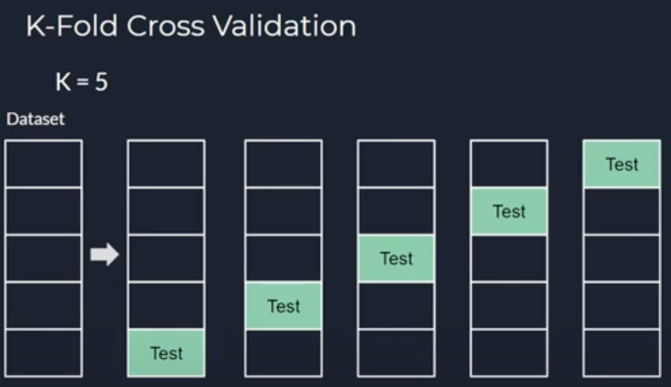 K-Fold Cross Validation
K = 5
Dataset
Test
Test
Test
Test
Test